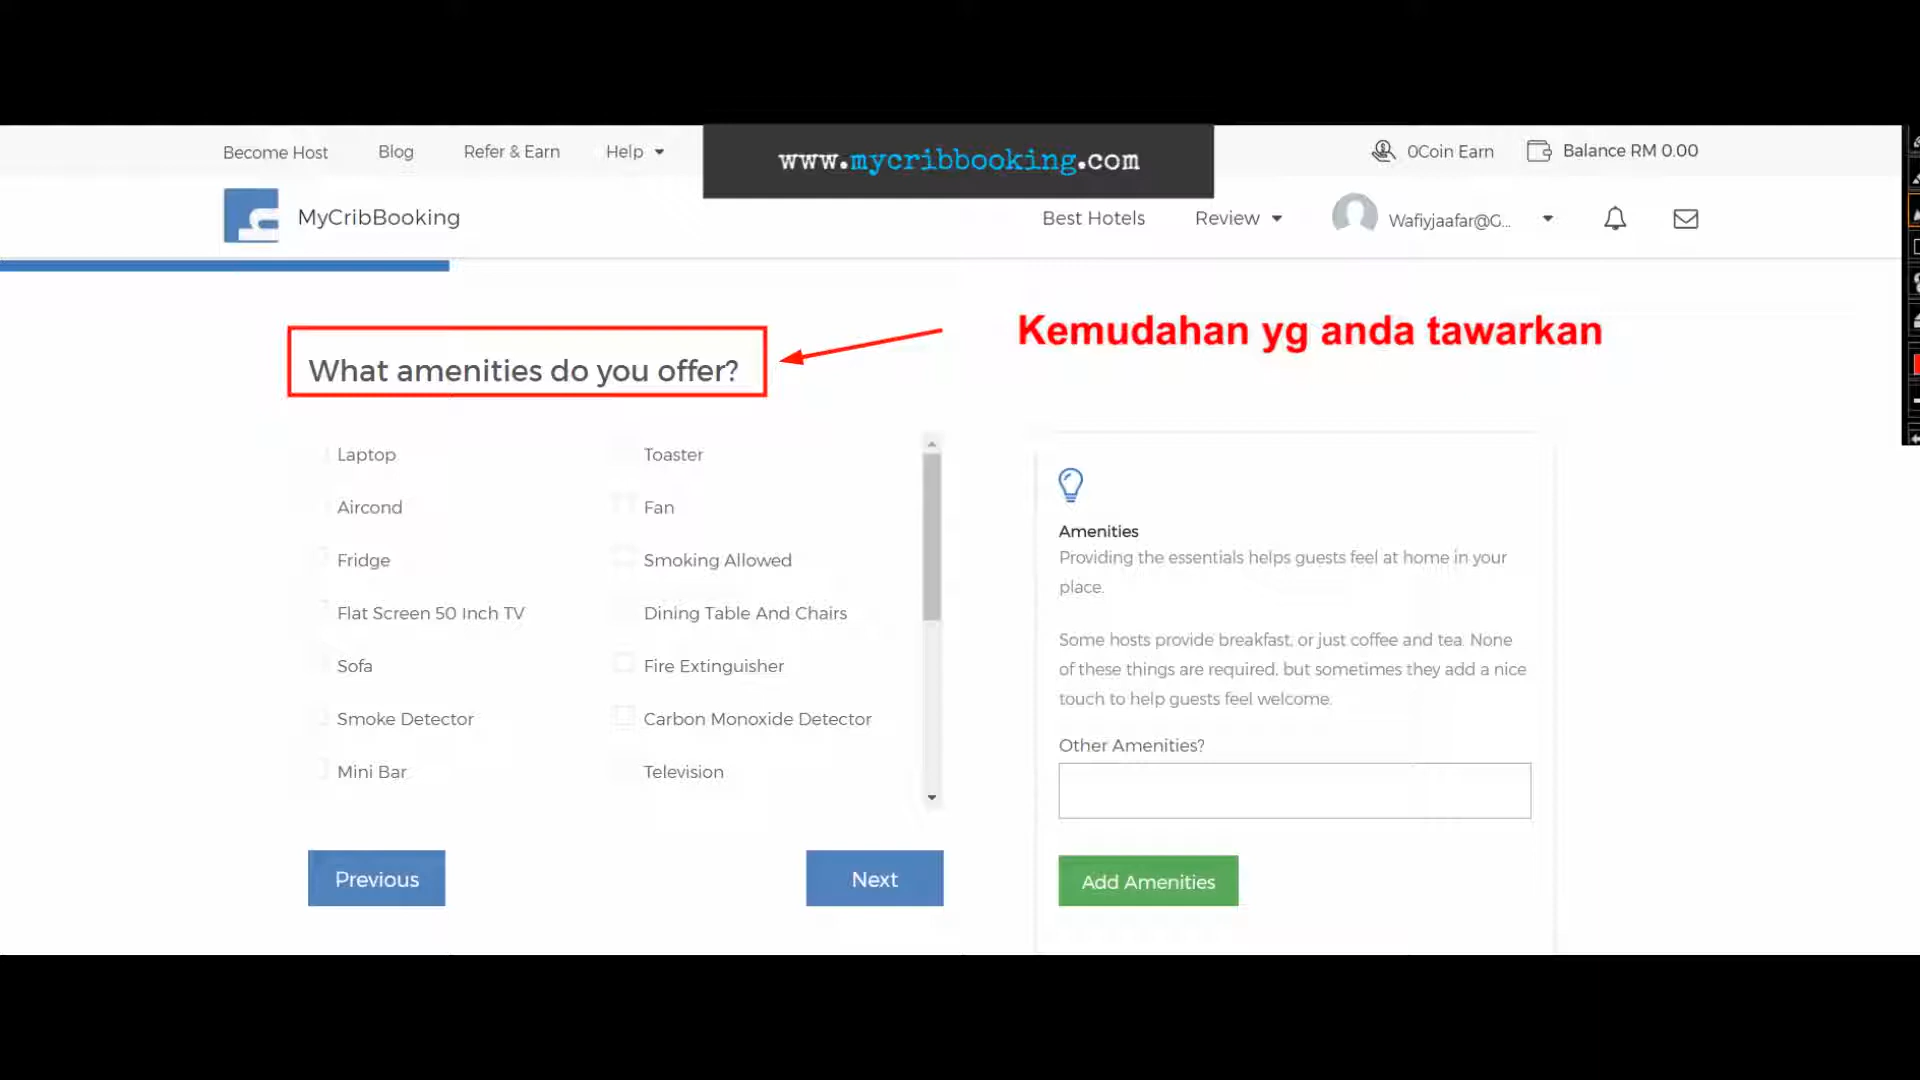 Become Host
Blog
Refer & Earn
Help
www.mycribbooking.com
0Coin Earn
Balance RM 0.00
MyCribBooking
Best Hotels
Review
Wafiyjaafar@G...
What amenities do you offer?
Kemudahan yg anda tawarkan
Laptop
Toaster
Aircond
Fan
Fridge
Smoking Allowed
Flat Screen 50 Inch TV
Dining Table And Chairs
Sofa
Fire Extinguisher
Smoke Detector
Carbon Monoxide Detector
Mini Bar
Television
Previous
Next
Amenities
Providing the essentials helps guests feel at home in your
place.
Some hosts provide breakfast, or just coffee and tea. None
of these things are required, but sometimes they add a nice
touch to help guests feel welcome.
Other Amenities?
Add Amenities